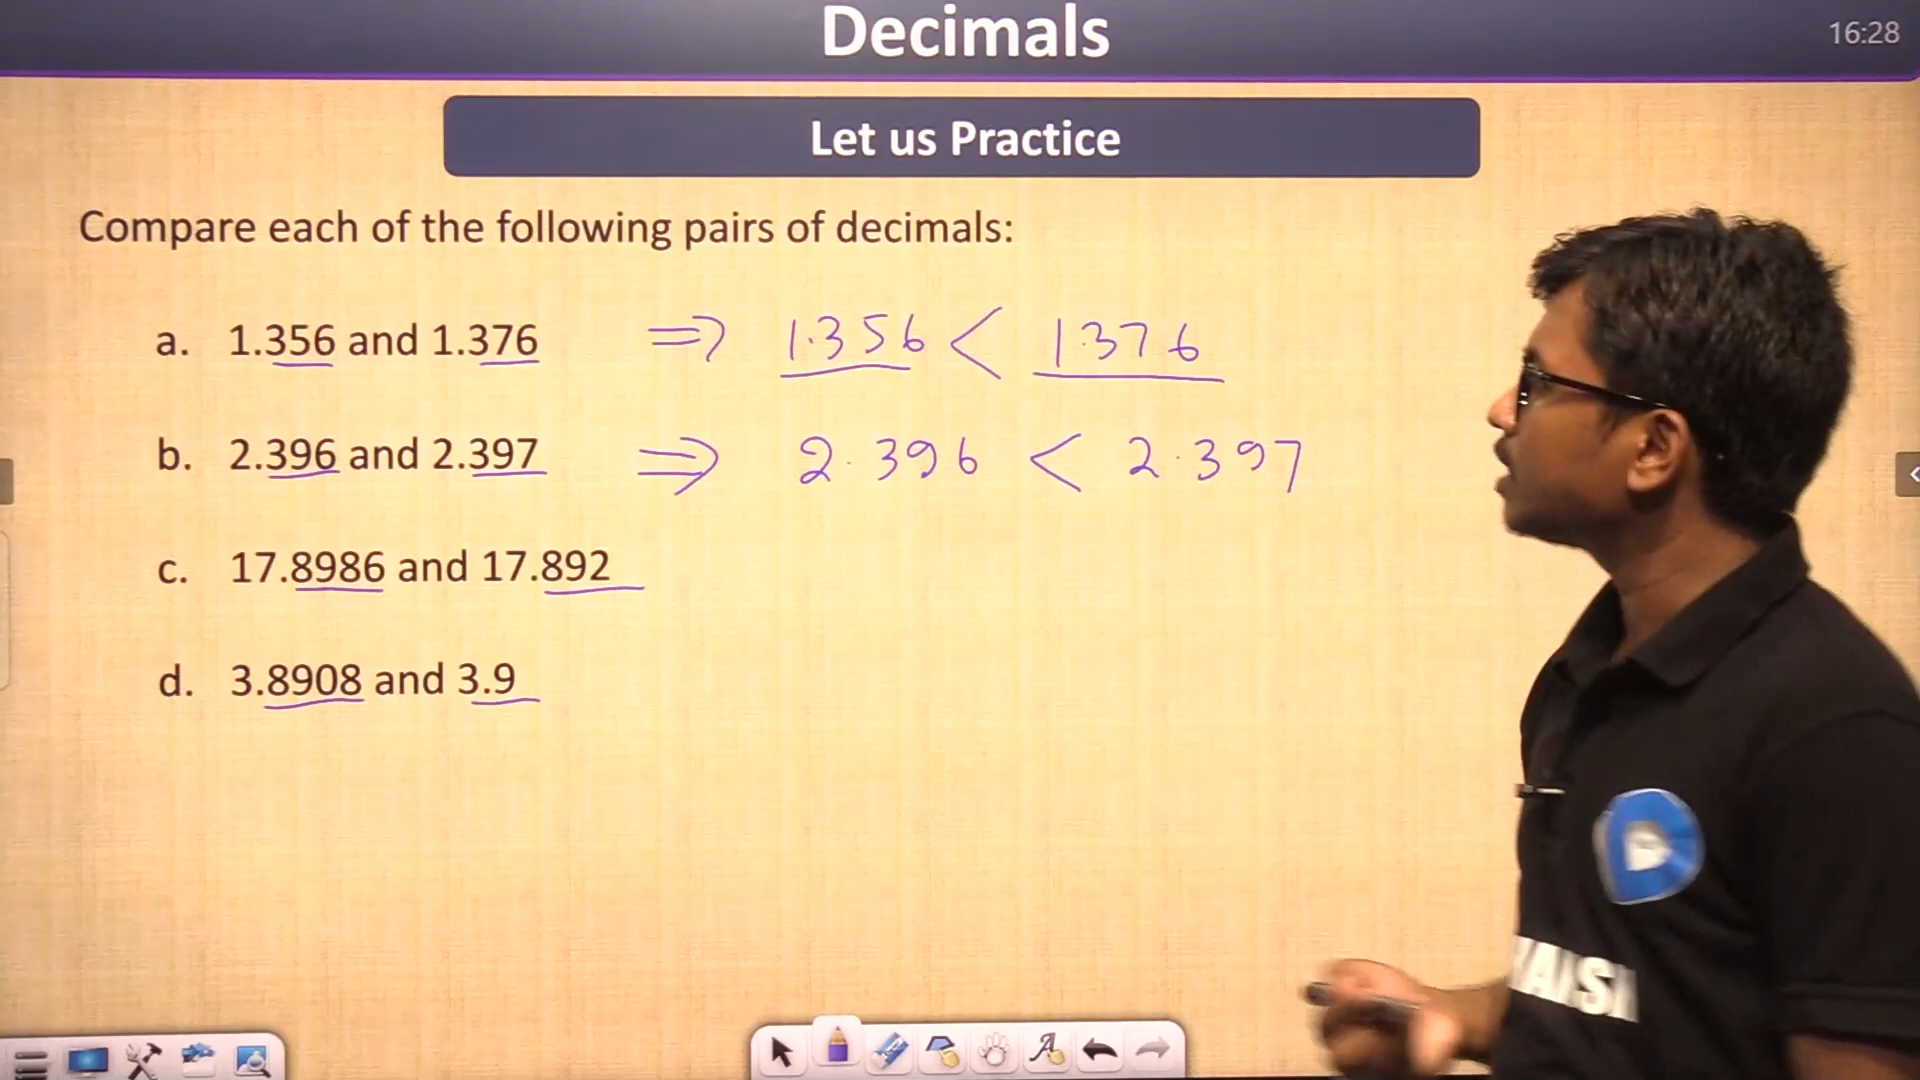 Decimals
16:28
Let us Practice
Compare each of the following pairs of decimals:
a. 1.356 and 1.376 ⇒ 1.356 < 1.376
b. 2.396 and 2.397 ⇒ 2.396 < 2.397
c. 17.8986 and 17.892
d. 3.8908 and 3.9